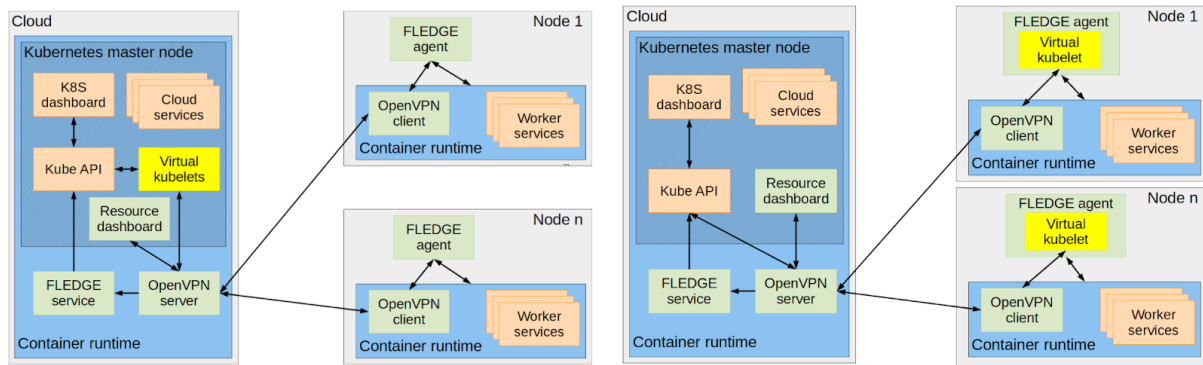 Cloud
Kubernetes master node
K8S
dashboard
Cloud
services
Kube API
Virtual
kubelets
Resource
dashboard
FLEDGE
service
OpenVPN
server
Container runtime
Node 1
FLEDGE
agent
OpenVPN
client
Worker
services
Container runtime
...
Node n
FLEDGE
agent
OpenVPN
client
Worker
services
Container runtime
Cloud
Kubernetes master node
K8S
dashboard
Cloud
services
Kube API
Resource
dashboard
FLEDGE
service
OpenVPN
server
Container runtime
Node 1
FLEDGE agent
Virtual
kubelet
OpenVPN
client
Worker
services
Container runtime
Node n
FLEDGE agent
Virtual
kubelet
OpenVPN
client
Worker
services
Container runtime